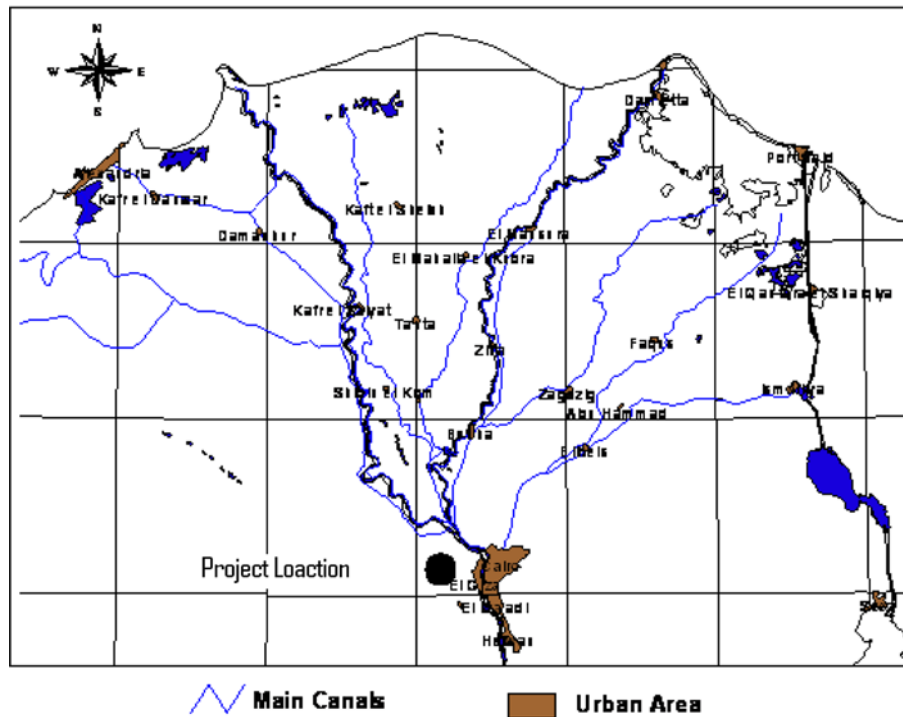 N
W E
S
Damietta
Port Said
Alexandria
Kafr el Dawar
Kafr el Sheikh
Damanhur
El Mansura
El Mahalla el Kubra
El Qantara el Sharqiya
Kafr el Zayat
Tanta
Zifta
Faqus
Shibin el Kom
Zagazig
Ismailiya
Abu Hammad
Benha
Bilbeis
Project Loaction
Cairo
El Giza
El Maadi
Suez
Helwan
Main Canals
Urban Area